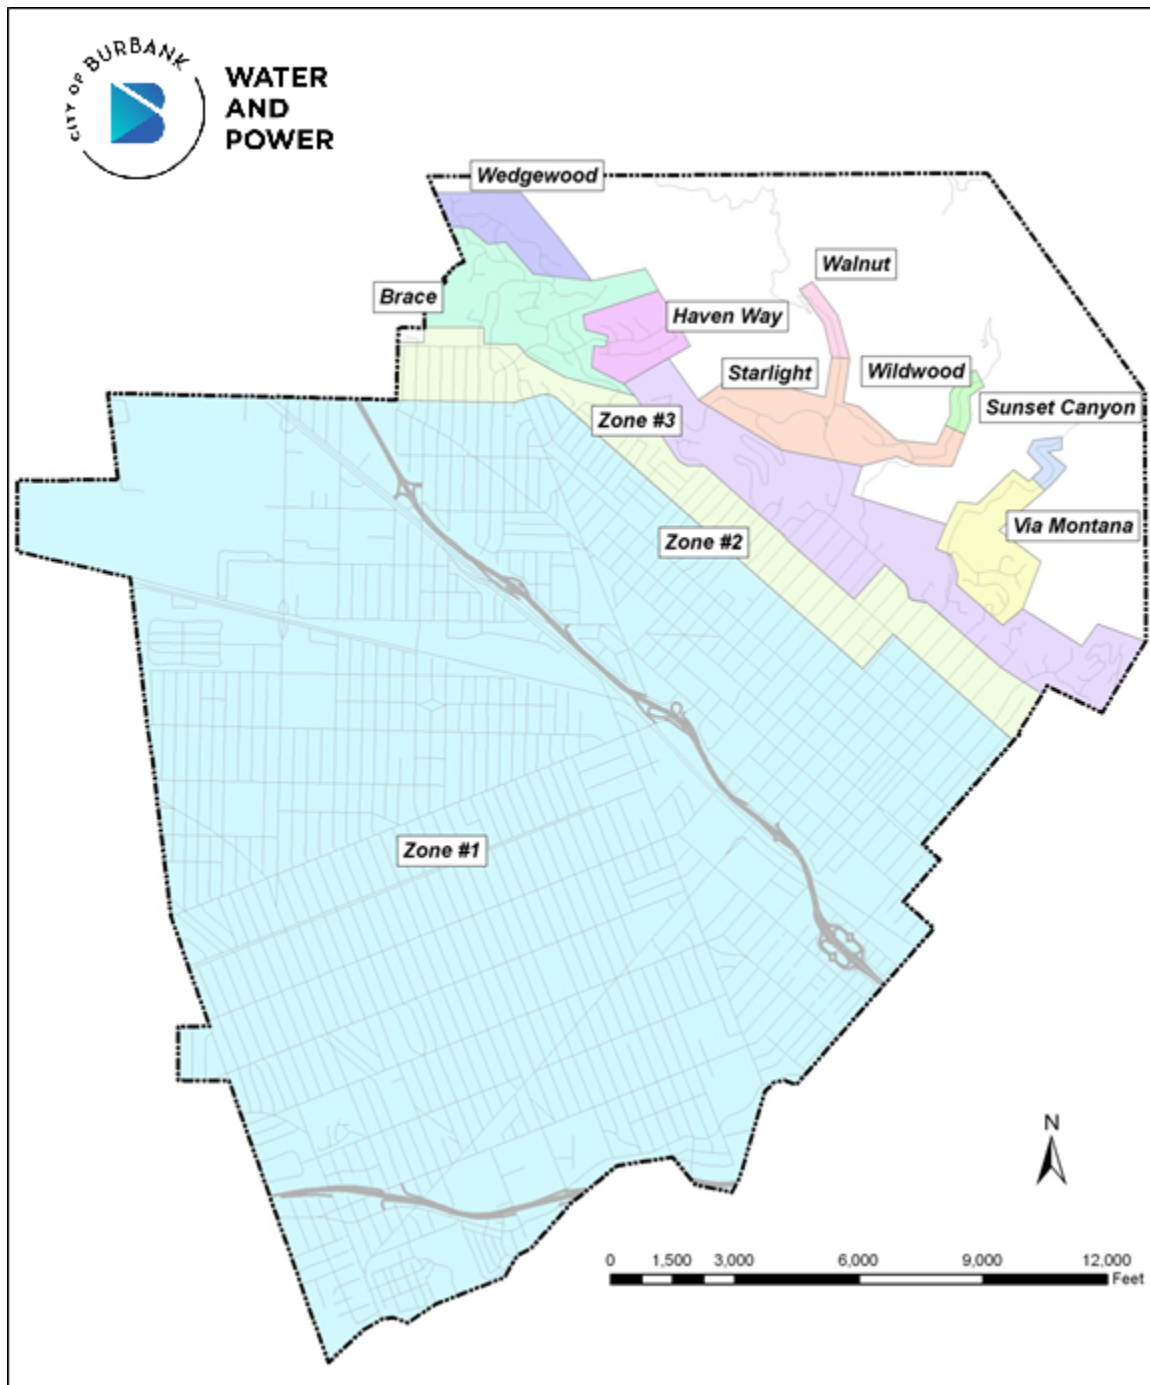 CITY OF BURBANK
WATER
AND
POWER
Wedgewood
Walnut
Brace
Haven Way
Starlight
Wildwood
Sunset Canyon
Zone #3
Via Montana
Zone #2
Zone #1
N
0 1,500 3,000 6,000 9,000 12,000
Feet